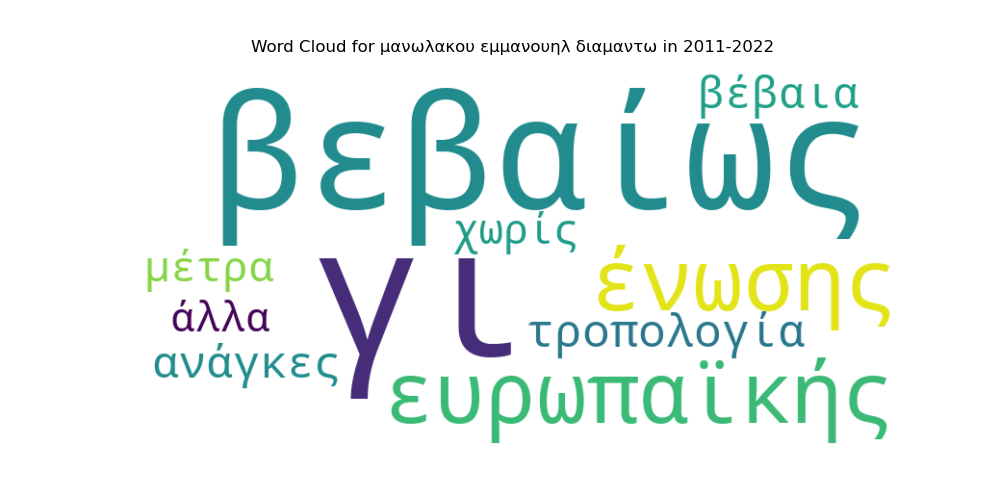 Word Cloud for μανωλακου εμμανουηλ διαμαντω in 2011-2022
βέβαια
βεβαίως
χωρίς
μέτρα
γι
ένωσης
άλλα
τροπολογία
ανάγκες
ευρωπαϊκής